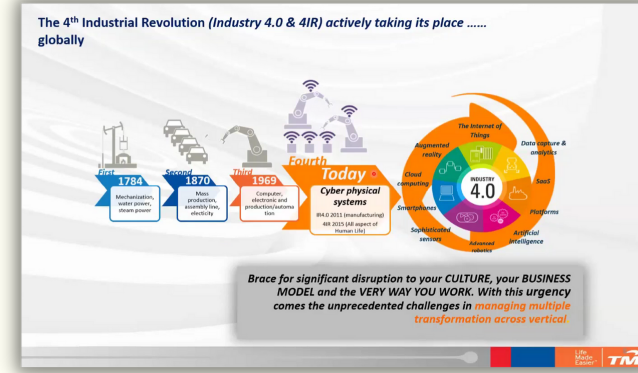 The 4th Industrial Revolution (Industry 4.0 & 4IR) actively taking its place ......
globally
First
1784
Mechanization,
water power,
steam power
Second
1870
Mass
production,
assembly line,
electicity
Third
1969
Computer,
electronic and
production/automa
tion
Fourth
Today
Cyber physical
systems
IR4.0 2011 (manufacturing)
4IR 2015 (All aspect of
Human Life)
The Internet of
Things
Data capture &
analytics
SaaS
Platforms
Artificial
Intelligence
Advanced
robotics
Sophisticated
sensors
Smartphones
Cloud
computing
Augmented
reality
INDUSTRY
4.0
Brace for significant disruption to your CULTURE, your BUSINESS
MODEL and the VERY WAY YOU WORK. With this urgency
comes the unprecedented challenges in managing multiple
transformation across vertical
Life
Made
Easier™
TM